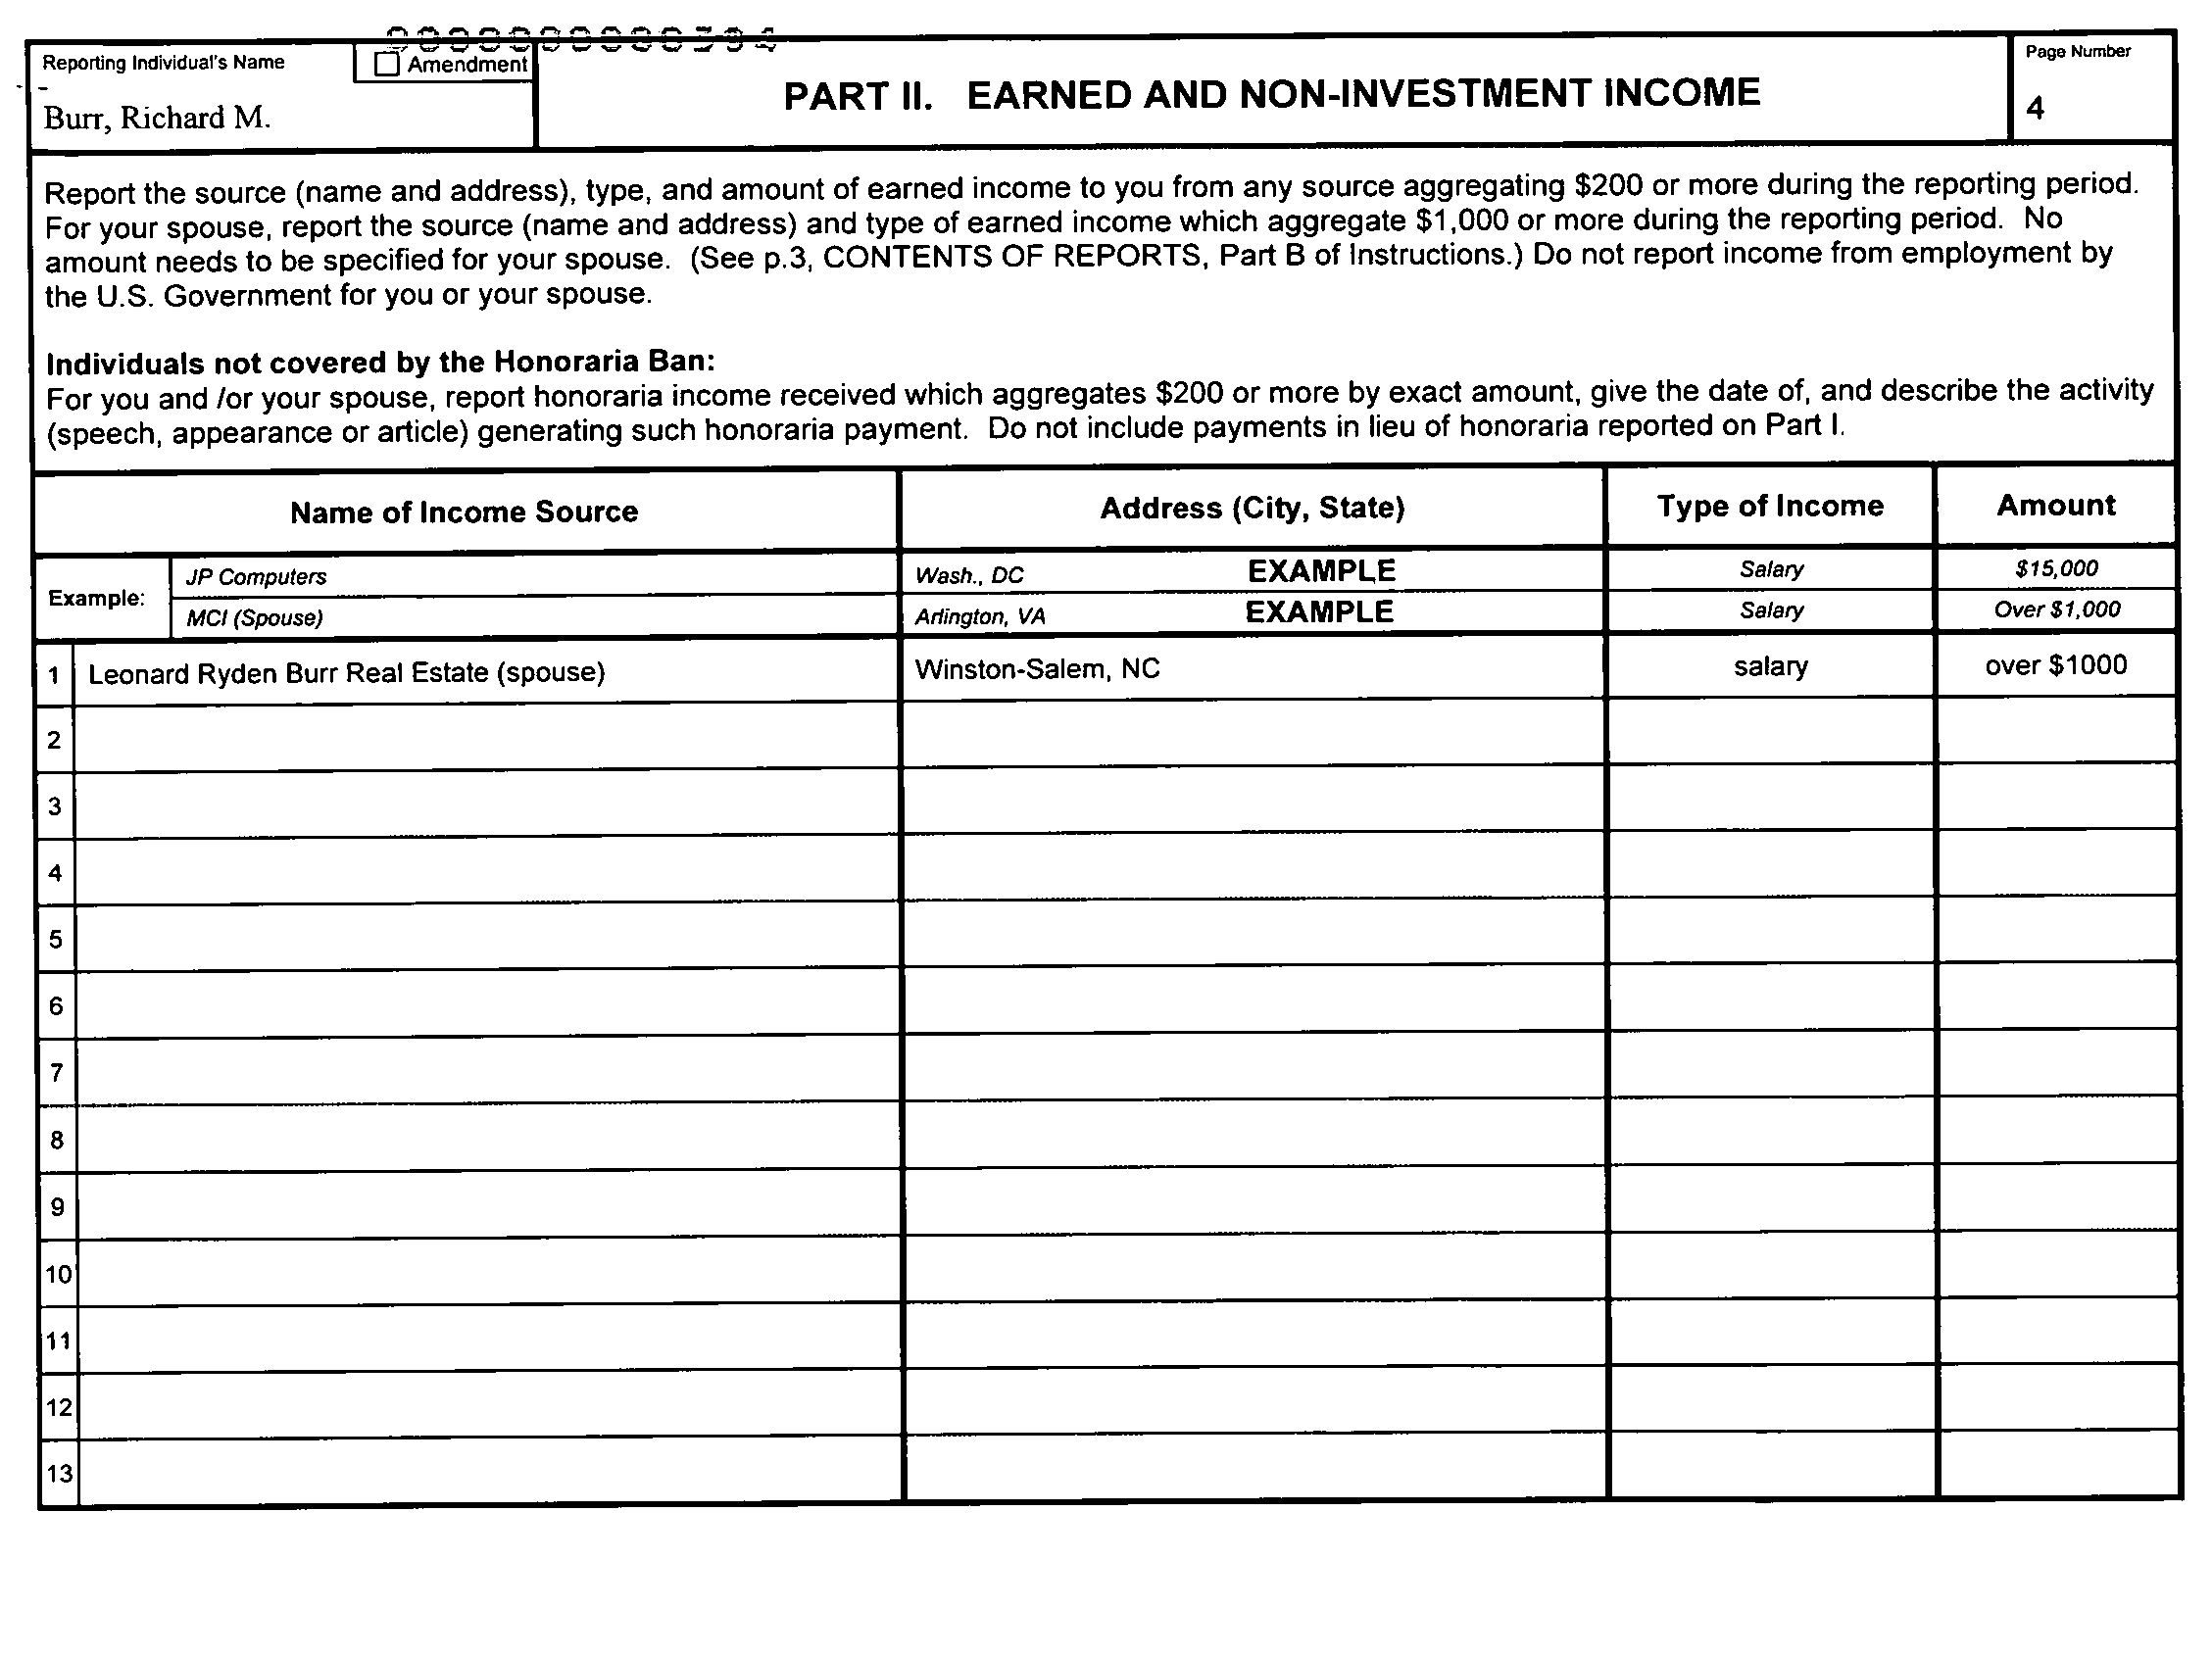 Reporting Individual's Name
Amendment
PART II. EARNED AND NON-INVESTMENT INCOME
Page Number
Burr, Richard M.
4
Report the source (name and address), type, and amount of earned income to you from any source aggregating $200 or more during the reporting period.
For your spouse, report the source (name and address) and type of earned income which aggregate $1,000 or more during the reporting period. No
amount needs to be specified for your spouse. (See p.3, CONTENTS OF REPORTS, Part B of Instructions.) Do not report income from employment by
the U.S. Government for you or your spouse.
Individuals not covered by the Honoraria Ban:
For you and /or your spouse, report honoraria income received which aggregates $200 or more by exact amount, give the date of, and describe the activity
(speech, appearance or article) generating such honoraria payment. Do not include payments in lieu of honoraria reported on Part I.
Name of Income Source Address (City, State) Type of Income Amount
Example:
JP Computers Wash., DC EXAMPLE Salary $15,000
MCI (Spouse) Arlington, VA EXAMPLE Salary Over $1,000
1 Leonard Ryden Burr Real Estate (spouse) Winston-Salem, NC salary over $1000
2
3
4
5
6
7
8
9
10
11
12
13